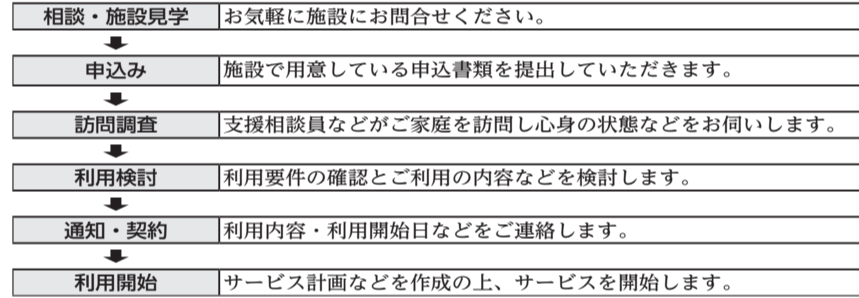 相談・施設見学 お気軽に施設にお問合せください。
申込み 施設で用意している申込書類を提出していただきます。
訪問調査 支援相談員などがご家庭を訪問し心身の状態などをお伺いします。
利用検討 利用要件の確認とご利用の内容などを検討します。
通知・契約 利用内容・利用開始日などをご連絡します。
利用開始 サービス計画などを作成の上、サービスを開始します。